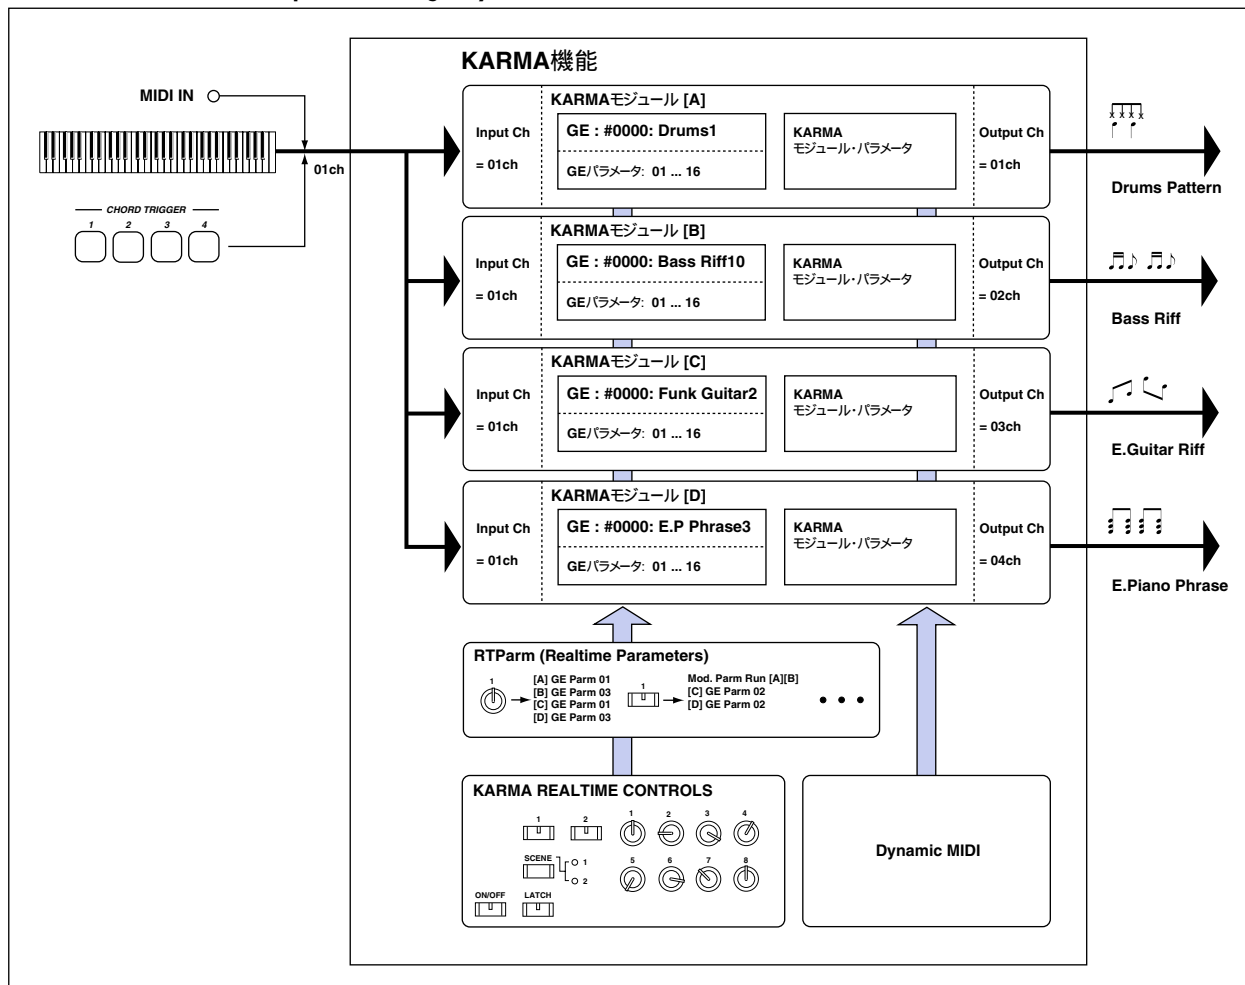 KARMA機能
MIDI IN
01ch
CHORD TRIGGER
1 2 3 4
KARMAモジュール [A]
Input Ch
= 01ch
GE : #0000: Drums1
GEパラメータ: 01 ... 16
KARMA
モジュール・パラメータ
Output Ch
= 01ch
Drums Pattern
KARMAモジュール [B]
Input Ch
= 01ch
GE : #0000: Bass Riff10
GEパラメータ: 01 ... 16
KARMA
モジュール・パラメータ
Output Ch
= 02ch
Bass Riff
KARMAモジュール [C]
Input Ch
= 01ch
GE : #0000: Funk Guitar2
GEパラメータ: 01 ... 16
KARMA
モジュール・パラメータ
Output Ch
= 03ch
E.Guitar Riff
KARMAモジュール [D]
Input Ch
= 01ch
GE : #0000: E.P Phrase3
GEパラメータ: 01 ... 16
KARMA
モジュール・パラメータ
Output Ch
= 04ch
E.Piano Phrase
RTParm (Realtime Parameters)
1
[A] GE Parm 01
[B] GE Parm 03
[C] GE Parm 01
[D] GE Parm 03
1
Mod. Parm Run [A][B]
[C] GE Parm 02
[D] GE Parm 02
• • •
KARMA REALTIME CONTROLS
1 2
1 2 3 4
SCENE
1
2
5 6 7 8
ON/OFF LATCH
Dynamic MIDI